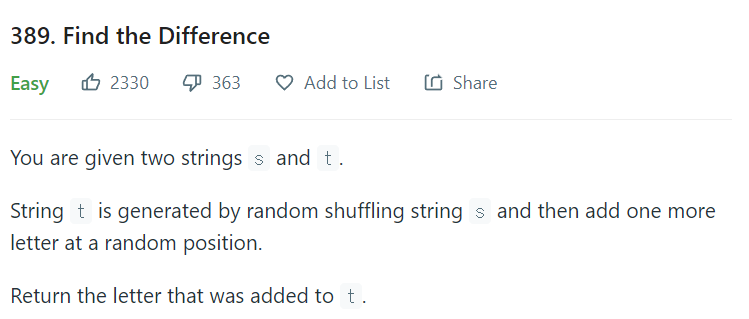 389. Find the Difference
Easy 2330 363 Add to List Share
You are given two strings s and t.
String t is generated by random shuffling string s and then add one more
letter at a random position.
Return the letter that was added to t.